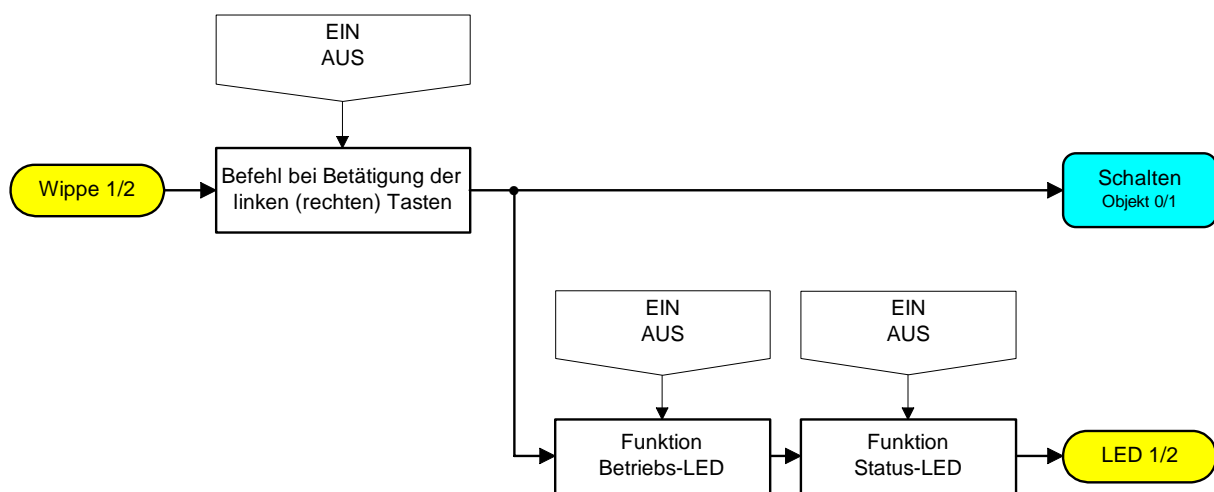 EIN
AUS
Wippe 1/2
Befehl bei Betätigung der
linken (rechten) Tasten
Schalten
Objekt 0/1
EIN
AUS
EIN
AUS
Funktion
Betriebs-LED
Funktion
Status-LED
LED 1/2